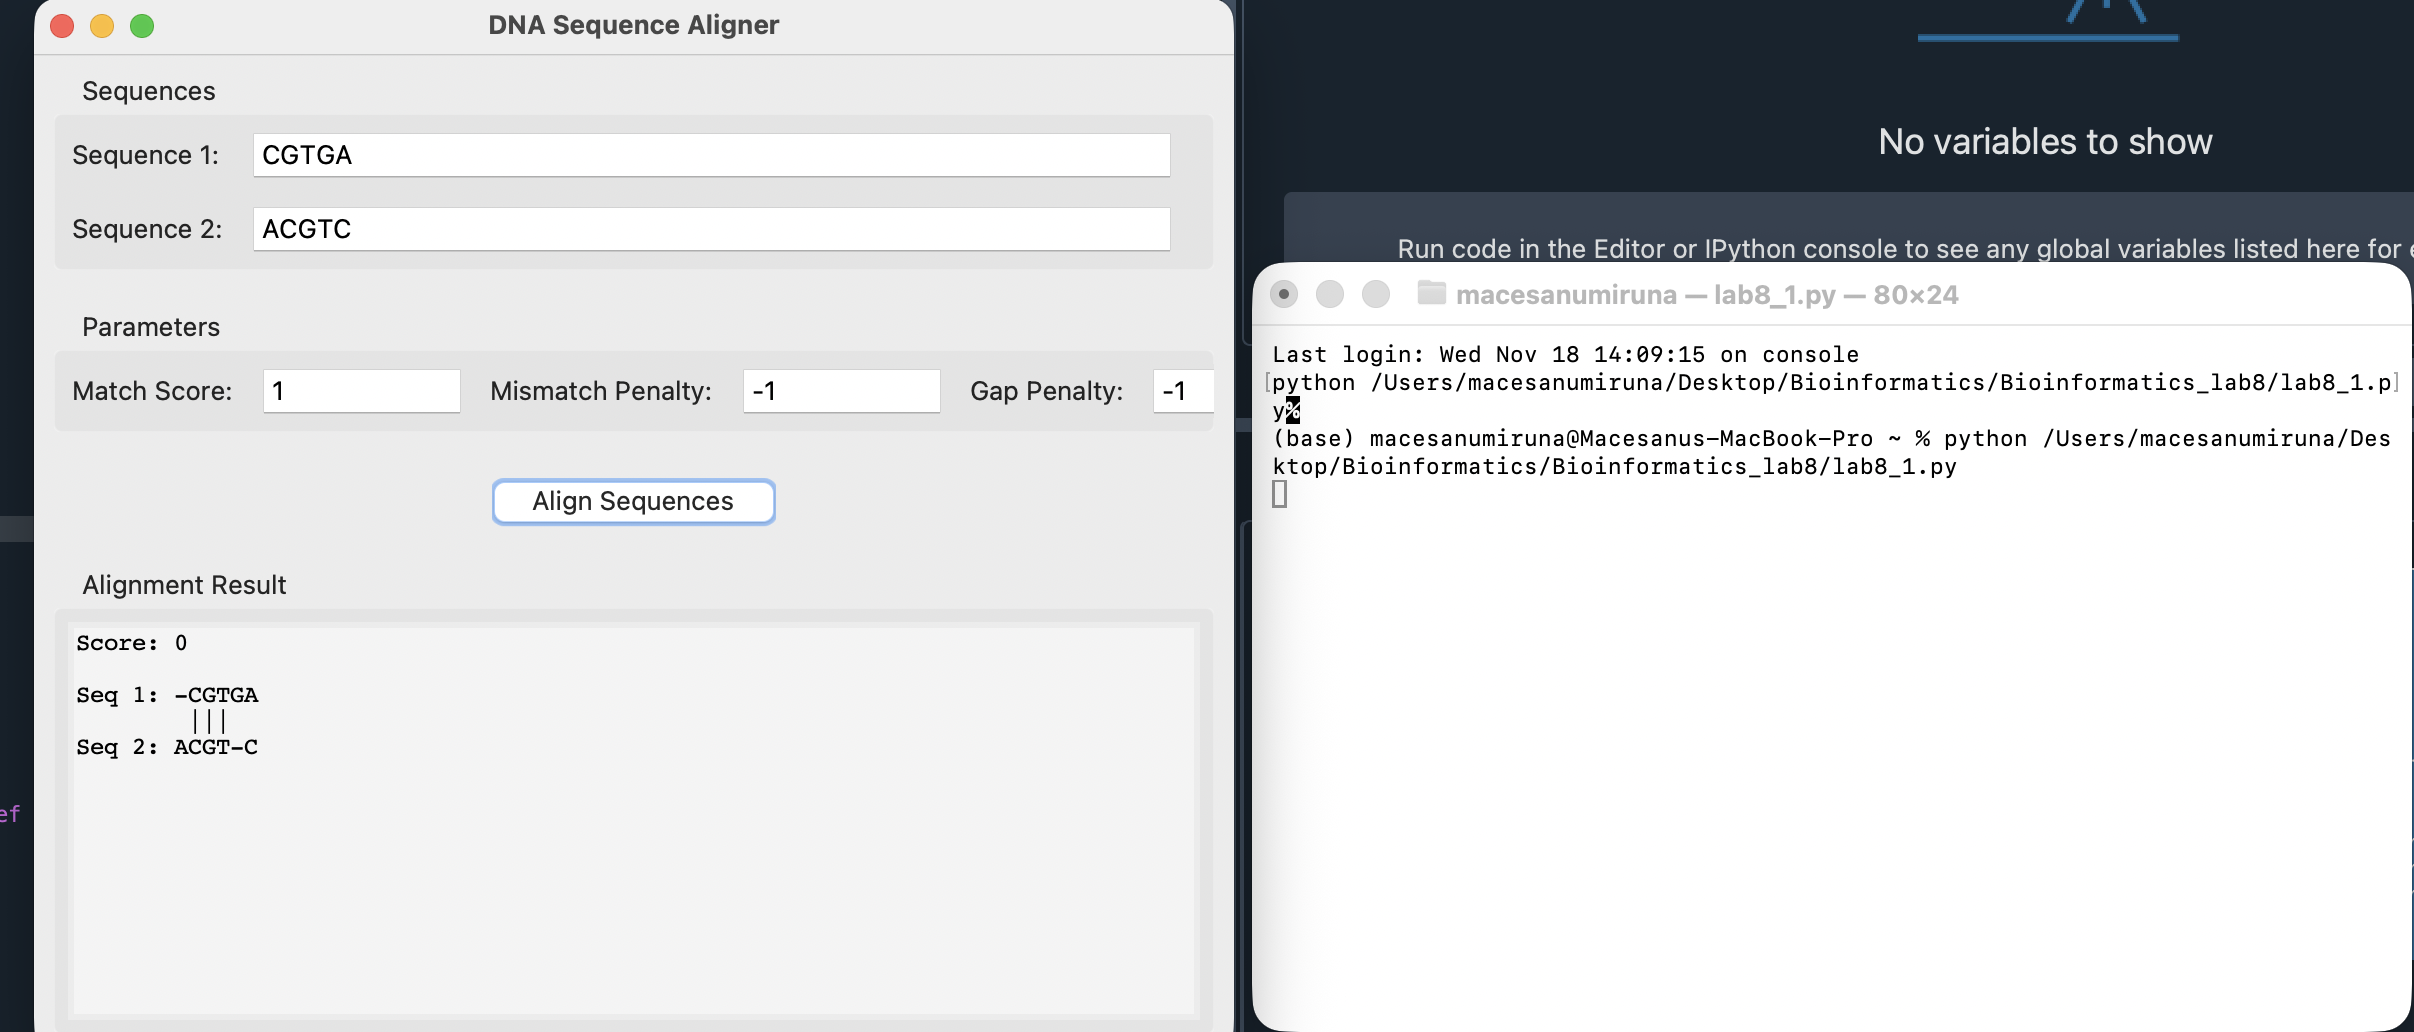 DNA Sequence Aligner
Sequences
Sequence 1: CGTGA
Sequence 2: ACGTC
Parameters
Match Score: 1 Mismatch Penalty: -1 Gap Penalty: -1
Align Sequences
Alignment Result
Score: 0
Seq 1: -CGTGA
|||
Seq 2: ACGT-C
ef
No variables to show
Run code in the Editor or IPython console to see any global variables listed here for
macesanumiruna — lab8_1.py — 80×24
Last login: Wed Nov 18 14:09:15 on console
[python /Users/macesanumiruna/Desktop/Bioinformatics/Bioinformatics_lab8/lab8_1.p]
y%
(base) macesanumiruna@Macesanus-MacBook-Pro ~ % python /Users/macesanumiruna/Des
ktop/Bioinformatics/Bioinformatics_lab8/lab8_1.py